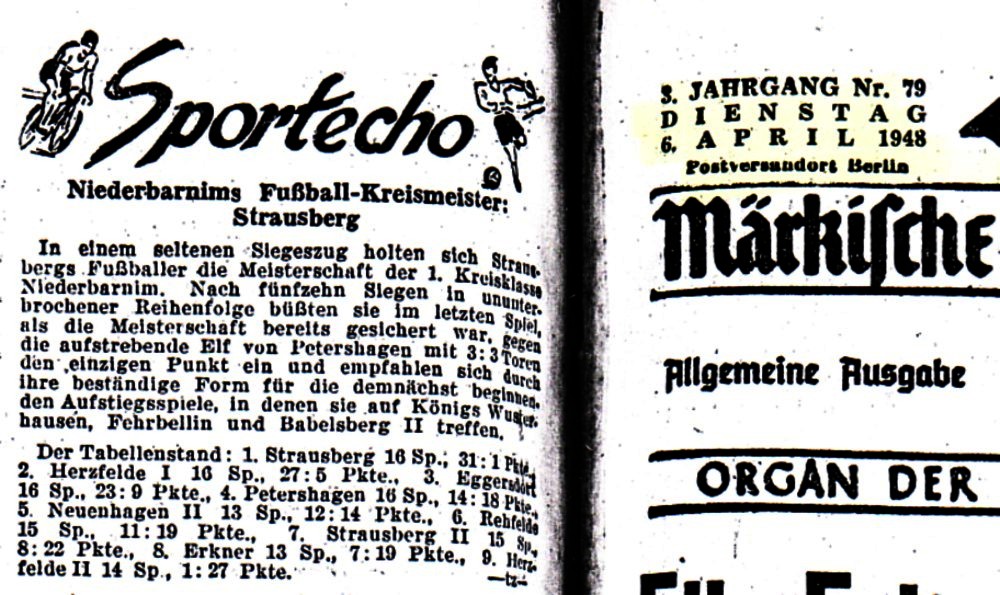 Sportecho
Niederbarnims Fußball-Kreismeister:
Strausberg
In einem seltenen Siegeszug holten sich Straus-
bergs Fußballer die Meisterschaft der 1. Kreisklasse
Niederbarnim. Nach fünfzehn Siegen in ununter-
brochener Reihenfolge büßten sie im letzten Spiel,
als die Meisterschaft bereits gesichert war, gegen
die aufstrebende Elf von Petershagen mit 3:3 Toren
den einzigen Punkt ein und empfahlen sich durch
ihre beständige Form für die demnächst beginnen-
den Aufstiegsspiele, in denen sie auf Königs Wuster-
hausen, Fehrbellin und Babelsberg II treffen.
Der Tabellenstand: 1. Strausberg 16 Sp., 31:1 Pkte.,
2. Herzfelde I 16 Sp., 27:5 Pkte., 3. Eggersdorf
16 Sp., 23:9 Pkte., 4. Petershagen 16 Sp., 14:18 Pkte.,
5. Neuenhagen II 13 Sp., 12:14 Pkte., 6. Rehfelde
15 Sp., 11:19 Pkte., 7. Strausberg II 15 Sp.,
8:22 Pkte., 8. Erkner 13 Sp., 7:19 Pkte., 9. Herz-
felde II 14 Sp., 1:27 Pkte.
—tz—
3. JAHRGANG Nr. 79
DIENSTAG
6. APRIL 1948
Postversandort Berlin
Märkische
Allgemeine Ausgabe
ORGAN DER